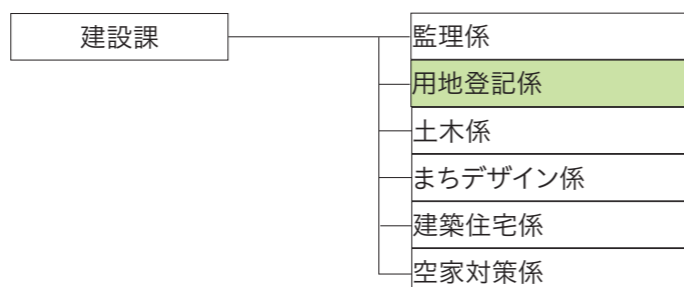 建設課
監理係
用地登記係
土木係
まちデザイン係
建築住宅係
空家対策係